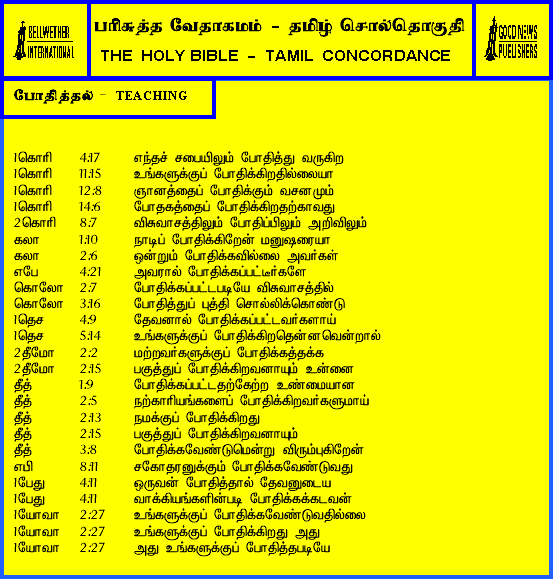 BELLWETHER
INTERNATIONAL
பரிசுத்த வேதாகமம் - தமிழ் சொல்தொகுதி
THE HOLY BIBLE - TAMIL CONCORDANCE
GOOD NEWS
PUBLISHERS
போதித்தல் - TEACHING
1கொரி 4:17 எந்தச் சபையிலும் போதித்து வருகிற
1கொரி 11:15 உங்களுக்குப் போதிக்கிறதில்லையா
1கொரி 12:8 ஞானத்தைப் போதிக்கும் வசனமும்
1கொரி 14:6 போதகத்தைப் போதிக்கிறதற்காவது
2கொரி 8:7 விசுவாசத்திலும் போதிப்பிலும் அறிவிலும்
கலா 1:10 நாடிப் போதிக்கிறேன் மனுஷரையா
கலா 2:6 ஒன்றும் போதிக்கவில்லை அவர்கள்
எபே 4:21 அவரால் போதிக்கப்பட்டீர்களே
கொலோ 2:7 போதிக்கப்பட்டபடியே விசுவாசத்தில்
கொலோ 3:16 போதித்துப் புத்தி சொல்லிக்கொண்டு
1தெச 4:9 தேவனால் போதிக்கப்பட்டவர்களாய்
1தெச 5:14 உங்களுக்குப் போதிக்கிறதென்னவென்றால்
2தீமோ 2:2 மற்றவர்களுக்குப் போதிக்கத்தக்க
2தீமோ 2:15 பகுத்துப் போதிக்கிறவனாயும் உன்னை
தீத் 1:9 போதிக்கப்பட்டதற்கேற்ற உண்மையான
தீத் 2:5 நற்காரியங்களைப் போதிக்கிறவர்களுமாய்
தீத் 2:13 நமக்குப் போதிக்கிறது
தீத் 2:15 பகுத்துப் போதிக்கிறவனாயும்
தீத் 3:8 போதிக்கவேண்டுமென்று விரும்புகிறேன்
எபி 8:11 சகோதரனுக்கும் போதிக்கவேண்டுவது
1பேது 4:11 ஒருவன் போதித்தால் தேவனுடைய
1பேது 4:11 வாக்கியங்களின்படி போதிக்கக்கடவன்
1யோவா 2:27 உங்களுக்குப் போதிக்கவேண்டுவதில்லை
1யோவா 2:27 உங்களுக்குப் போதிக்கிறது அது
1யோவா 2:27 அது உங்களுக்குப் போதித்தபடியே